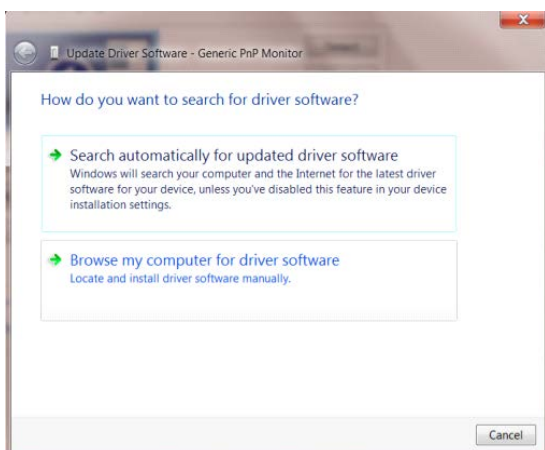 Update Driver Software - Generic PnP Monitor
How do you want to search for driver software?
Search automatically for updated driver software
Windows will search your computer and the Internet for the latest driver
software for your device, unless you've disabled this feature in your device
installation settings.
Browse my computer for driver software
Locate and install driver software manually.
Cancel